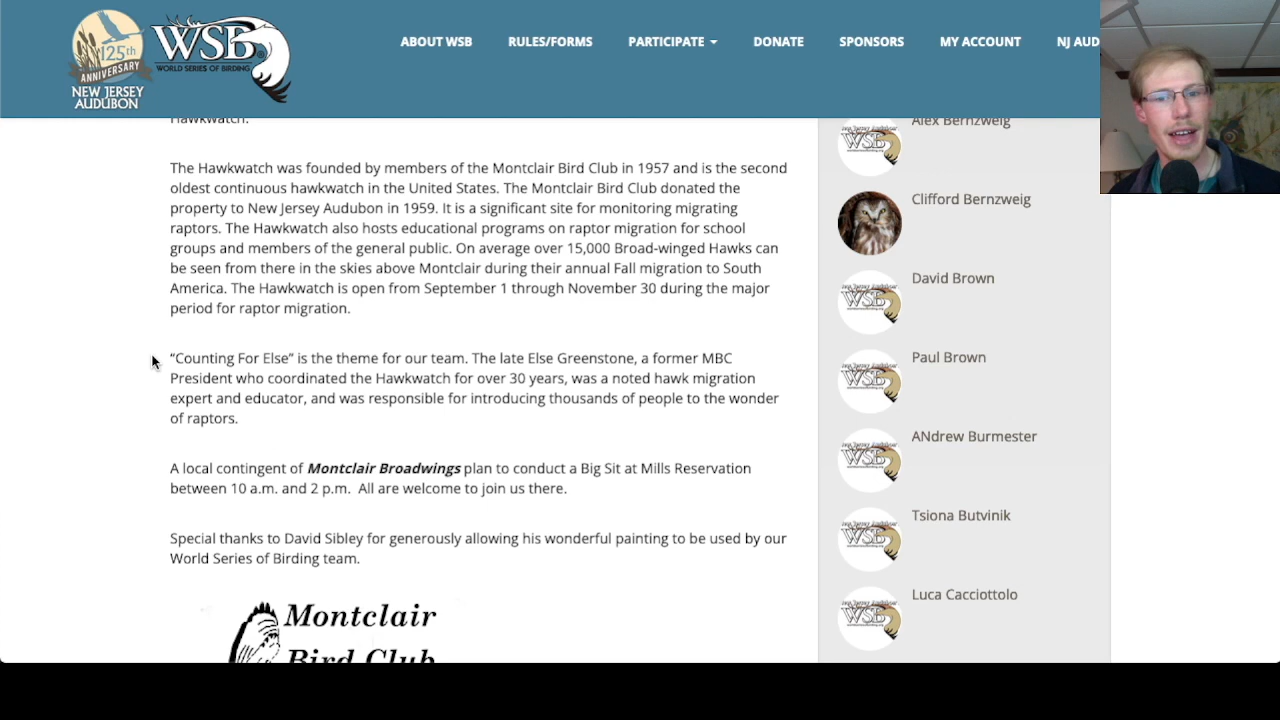 125th
ANNIVERSARY
NEW JERSEY
AUDUBON
WSB
WORLD SERIES OF BIRDING
ABOUT WSB
RULES/FORMS
PARTICIPATE
DONATE
SPONSORS
MY ACCOUNT
NJ AUD
Hawkwatch.
The Hawkwatch was founded by members of the Montclair Bird Club in 1957 and is the second
oldest continuous hawkwatch in the United States. The Montclair Bird Club donated the
property to New Jersey Audubon in 1959. It is a significant site for monitoring migrating
raptors. The Hawkwatch also hosts educational programs on raptor migration for school
groups and members of the general public. On average over 15,000 Broad-winged Hawks can
be seen from there in the skies above Montclair during their annual Fall migration to South
America. The Hawkwatch is open from September 1 through November 30 during the major
period for raptor migration.
“Counting For Else” is the theme for our team. The late Else Greenstone, a former MBC
President who coordinated the Hawkwatch for over 30 years, was a noted hawk migration
expert and educator, and was responsible for introducing thousands of people to the wonder
of raptors.
A local contingent of Montclair Broadwings plan to conduct a Big Sit at Mills Reservation
between 10 a.m. and 2 p.m.  All are welcome to join us there.
Special thanks to David Sibley for generously allowing his wonderful painting to be used by our
World Series of Birding team.
Montclair
Bird Club
Alex Bernzweig
Clifford Bernzweig
David Brown
Paul Brown
ANdrew Burmester
Tsiona Butvinik
Luca Cacciottolo